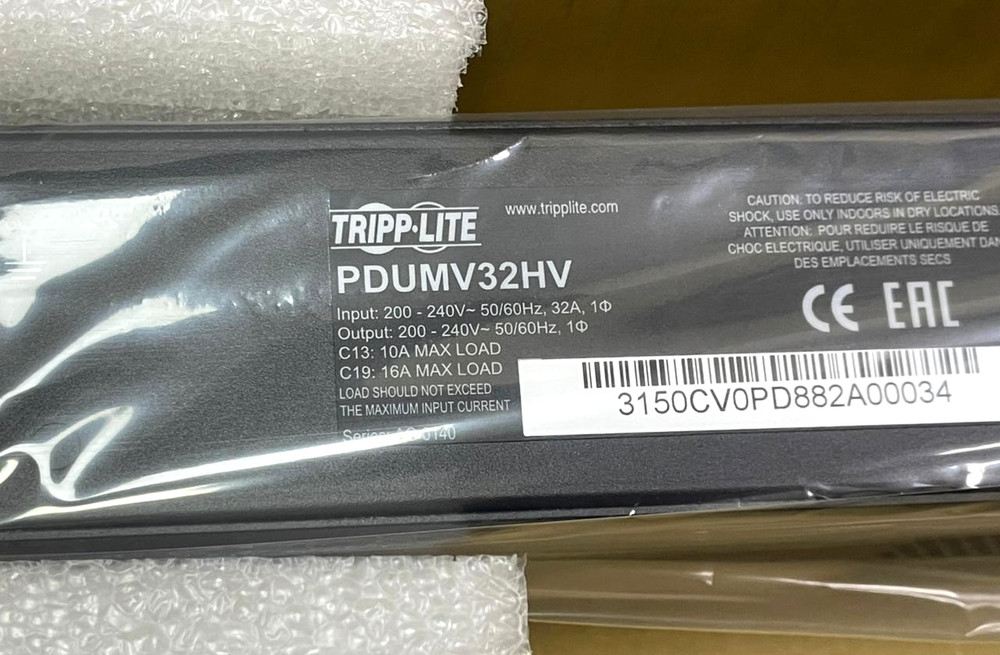 TRIPP·LITE
www.tripplite.com
PDUMV32HV
Input: 200 - 240V~ 50/60Hz, 32A, 1Φ
Output: 200 - 240V~ 50/60Hz, 1Φ
C13: 10A MAX LOAD
C19: 16A MAX LOAD
LOAD SHOULD NOT EXCEED
THE MAXIMUM INPUT CURRENT
Series:
CAUTION: TO REDUCE RISK OF ELECTRIC
SHOCK, USE ONLY INDOORS IN DRY LOCATIONS
ATTENTION: POUR REDUIRE LE RISQUE DE
CHOC ELECTRIQUE, UTILISER UNIQUEMENT DAN
DES EMPLACEMENTS SECS
CE EAC
3150CV0PD882A00034